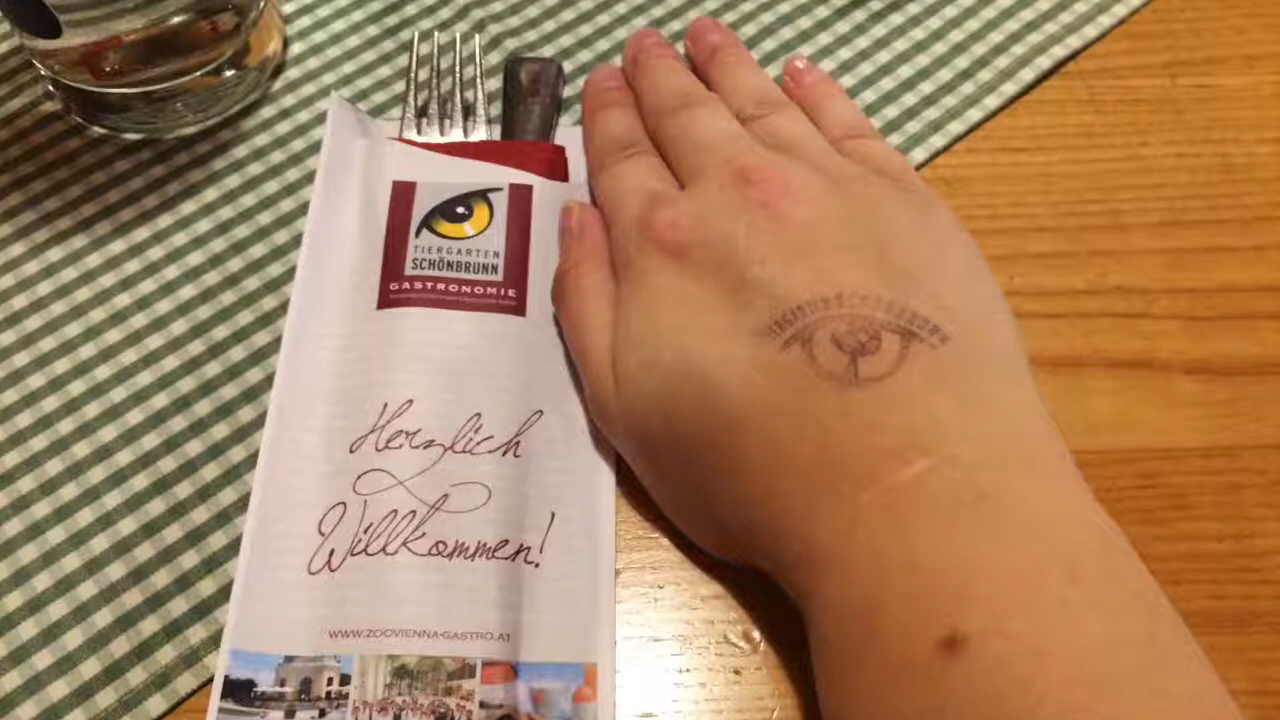 TIERGARTEN
SCHÖNBRUNN
GASTRONOMIE
Herzlich
Willkommen!
WWW.ZOOVIENNA-GASTRO.AT